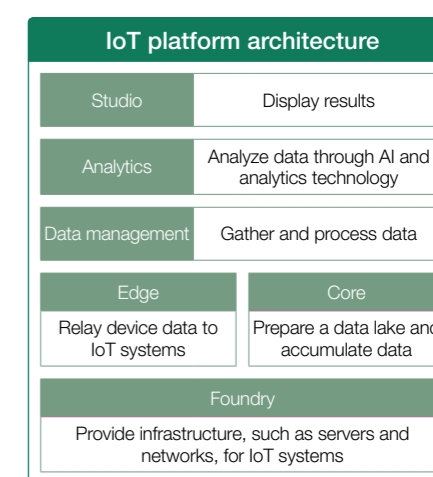 IoT platform architecture
Studio
Display results
Analytics
Analyze data through AI and
analytics technology
Data management
Gather and process data
Edge
Relay device data to
IoT systems
Core
Prepare a data lake and
accumulate data
Foundry
Provide infrastructure, such as servers and
networks, for IoT systems